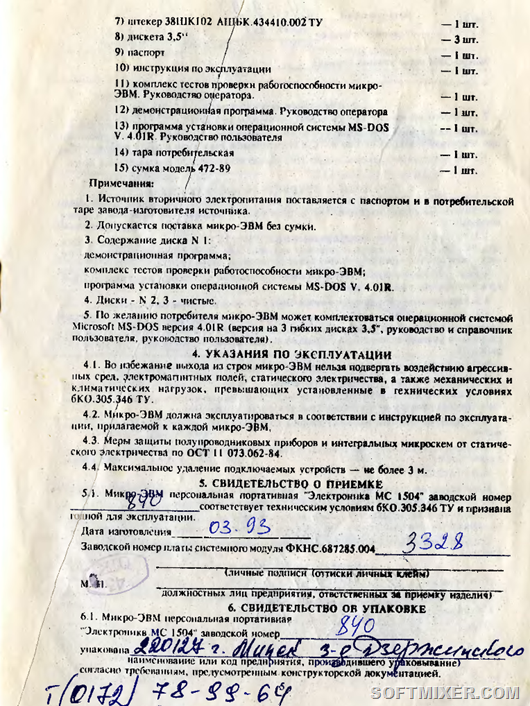 7) штекер 381ШК102 АЦБК.434410.002 ТУ — 1 шт.
8) дискета 3,5" — 3 шт.
9) паспорт — 1 шт.
10) инструкция по эксплуатации — 1 шт.
11) комплекс тестов проверки работоспособности микро-
ЭВМ. Руководство оператора. — 1 шт.
12) демонстрационная программа. Руководство оператора — 1 шт.
13) программа установки операционной системы MS-DOS -- 1 шт.
V. 4.01R. Руководство пользователя
14) тара потребительская — 1 шт.
15) сумка модель 472-89 — 1 шт.
Примечания:
1. Источник вторичного электропитания поставляется с паспортом и в потребительской
таре завода-изготовителя источника.
2. Допускается поставка микро-ЭВМ без сумки.
3. Содержание диска N 1:
демонстрационная программа;
комплекс тестов проверки работоспособности микро-ЭВМ;
программа установки операционной системы MS-DOS V. 4.01R.
4. Диски - N 2, 3 - чистые.
5. По желанию потребителя микро-ЭВМ может комплектоваться операционной системой
Microsoft MS-DOS версия 4.01R (версия на 3 гибких дисках 3,5", руководство и справочник
пользователя, руководство пользователя).
4. УКАЗАНИЯ ПО ЭКСПЛУАТАЦИИ
4.1. Во избежание выхода из строя микро-ЭВМ нельзя подвергать воздействию агрессив-
ных сред, электромагнитных полей, статического электричества, а также механических и
климатических нагрузок, превышающих установленные в технических условиях
бКО.305.346 ТУ.
4.2. Микро-ЭВМ должна эксплуатироваться в соответствии с инструкцией по эксплуата-
ции, прилагаемой к каждой микро-ЭВМ.
4.3. Меры защиты полупроводниковых приборов и интегральных микросхем от статиче-
ского электричества по ОСТ 11 073.062-84.
4.4. Максимальное удаление подключаемых устройств — не более 3 м.
5. СВИДЕТЕЛЬСТВО О ПРИЕМКЕ
5.1. Микро-ЭВМ персональная портативная "Электроника МС 1504" заводской номер
840 соответствует техническим условиям бКО.305.346 ТУ и признана
годной для эксплуатации.
Дата изготовления 03.93
Заводской номер платы системного модуля ФКНС.687285.004 3328
(личные подписи (оттиски личных клейм)
М.П.
должностных лиц предприятия, ответственных за приемку изделия)
6. СВИДЕТЕЛЬСТВО ОБ УПАКОВКЕ
6.1. Микро-ЭВМ персональная портативная
"Электроника МС 1504" заводской номер 840
упакована 220127 г. Минск з-д Дзержинского
наименование или код предприятия, производившего упаковывание)
согласно требованиям, предусмотренным конструкторской документацией.
т(0172) 78-99-64
SOFTMIXER.COM